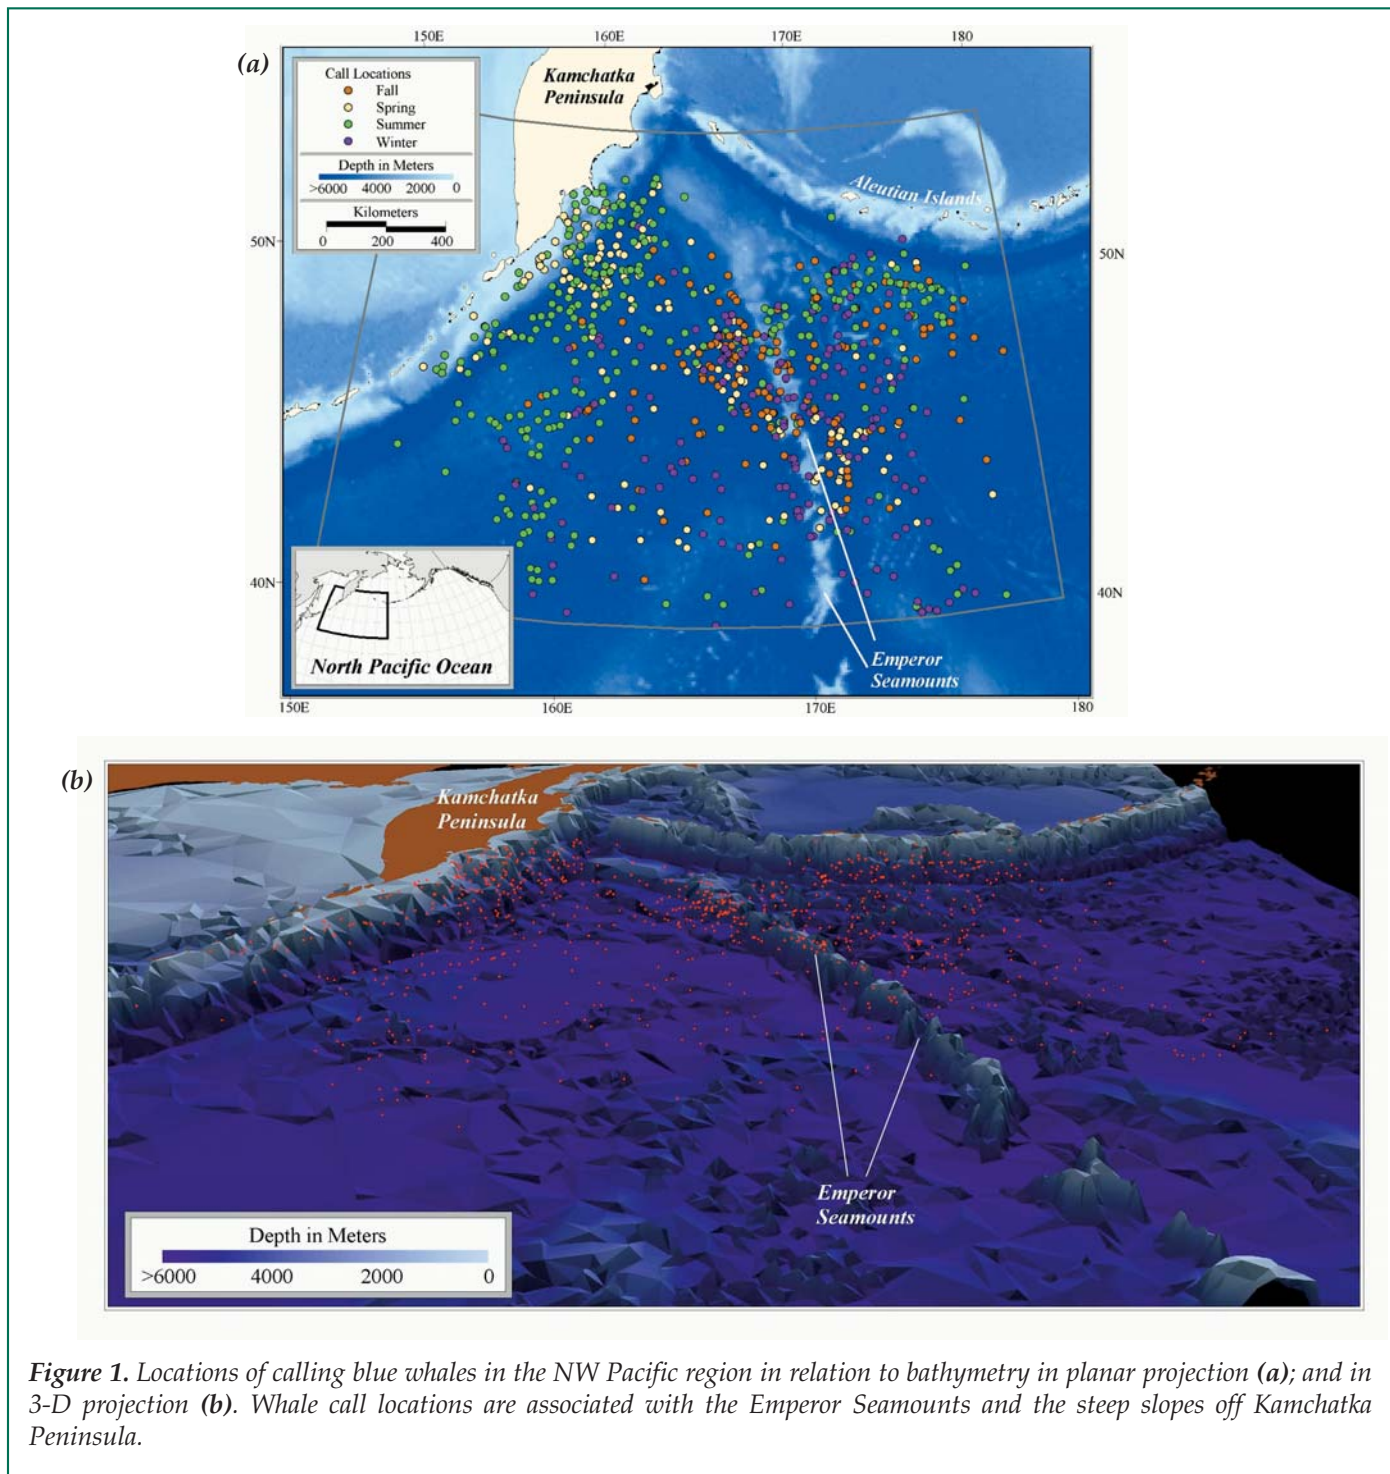 (a)
150E 160E 170E 180
Call Locations
Fall
Spring
Summer
Winter
Depth in Meters
>6000 4000 2000 0
Kilometers
0 200 400
Kamchatka
Peninsula
Aleutian Islands
50N 50N
40N 40N
North Pacific Ocean
Emperor
Seamounts
150E 160E 170E 180
(b)
Kamchatka
Peninsula
Emperor
Seamounts
Depth in Meters
>6000 4000 2000 0
Figure 1. Locations of calling blue whales in the NW Pacific region in relation to bathymetry in planar projection (a); and in
3-D projection (b). Whale call locations are associated with the Emperor Seamounts and the steep slopes off Kamchatka
Peninsula.